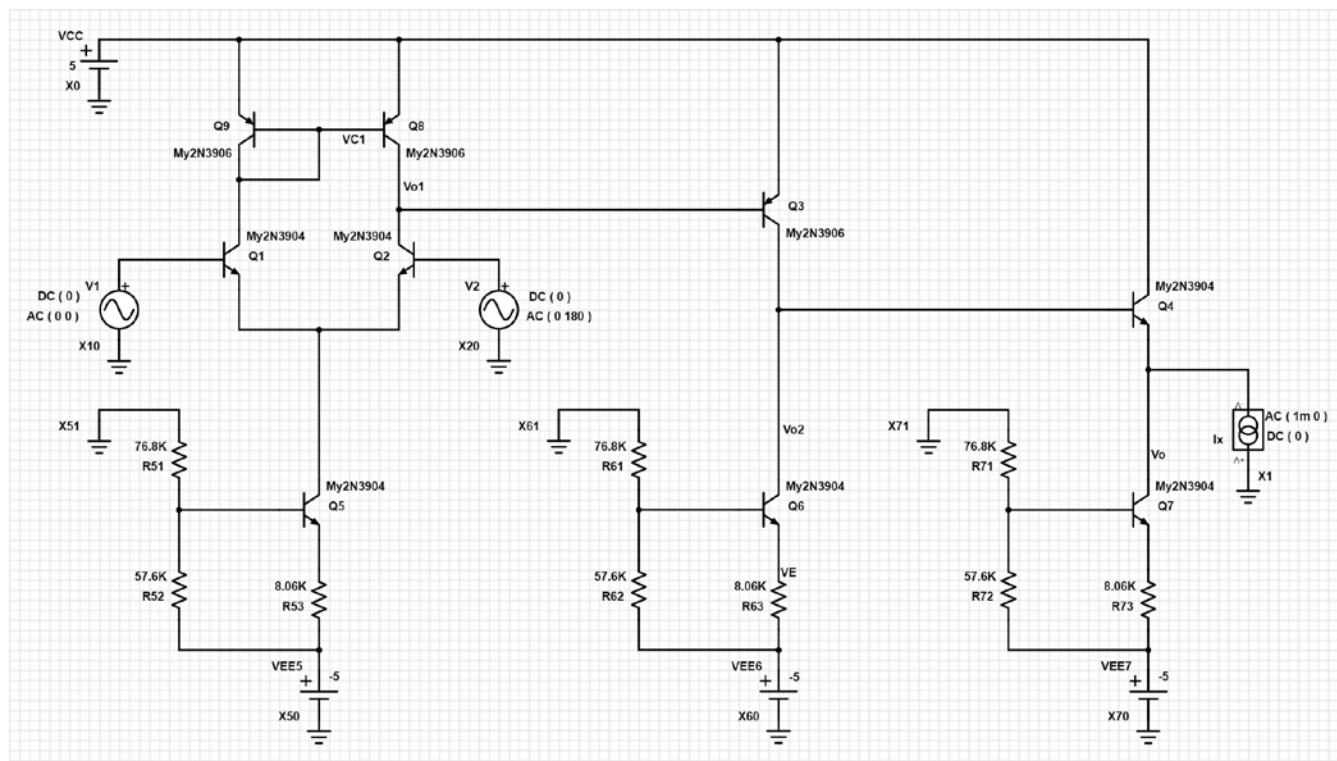 VCC
+
5
X0
Q9
My2N3906
VC1
Q8
My2N3906
Vo1
Q3
My2N3906
My2N3904
Q1
My2N3904
Q2
V1
+
DC ( 0 )
AC ( 0 0 )
X10
V2
+
DC ( 0 )
AC ( 0 180 )
X20
My2N3904
Q4
AC ( 1m 0 )
DC ( 0 )
Ix
X1
Vo
X51
76.8K
R51
My2N3904
Q5
57.6K
R52
8.06K
R53
VEE5
+
-5
X50
X61
76.8K
R61
Vo2
My2N3904
Q6
57.6K
R62
VE
8.06K
R63
VEE6
+
-5
X60
X71
76.8K
R71
My2N3904
Q7
57.6K
R72
8.06K
R73
VEE7
+
-5
X70